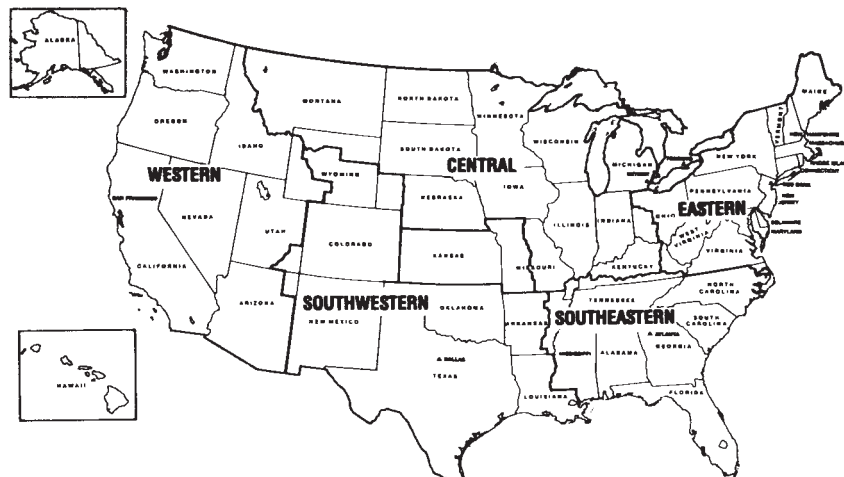 ALASKA
WASHINGTON
MONTANA
NORTH DAKOTA
MINNESOTA
MAINE
VERMONT
NEW HAMPSHIRE
OREGON
IDAHO
SOUTH DAKOTA
WISCONSIN
MICHIGAN
NEW YORK
CONNECTICUT
WESTERN
WYOMING
CENTRAL
SAN FRANCISCO
NEVADA
NEBRASKA
IOWA
PENNSYLVANIA
NEW
JERSEY
EASTERN
UTAH
COLORADO
ILLINOIS
INDIANA
OHIO
WEST
VIRGINIA
DELAWARE
MARYLAND
CALIFORNIA
KANSAS
MISSOURI
KENTUCKY
VIRGINIA
ARIZONA
SOUTHWESTERN
NEW MEXICO
OKLAHOMA
ARKANSAS
TENNESSEE
NORTH
CAROLINA
SOUTHEASTERN
SOUTH
CAROLINA
ATLANTA
DALLAS
TEXAS
MISSISSIPPI
ALABAMA
GEORGIA
HAWAII
LOUISIANA
FLORIDA